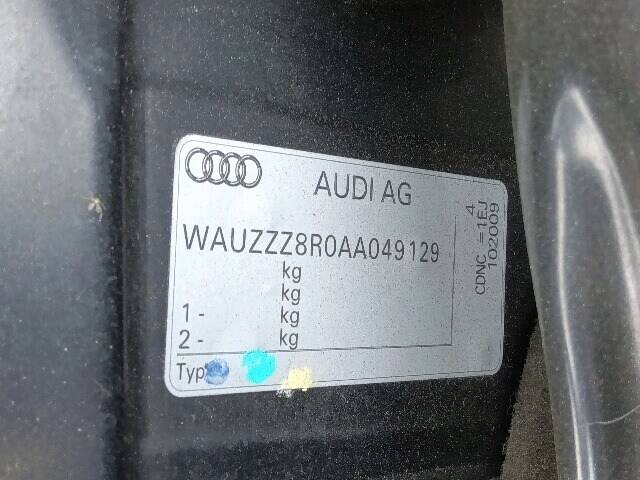 AUDI AG
WAUZZZ8R0AA049129
kg
kg
1 - kg
2 - kg
Typ
4
CDNC =1EJ
102009